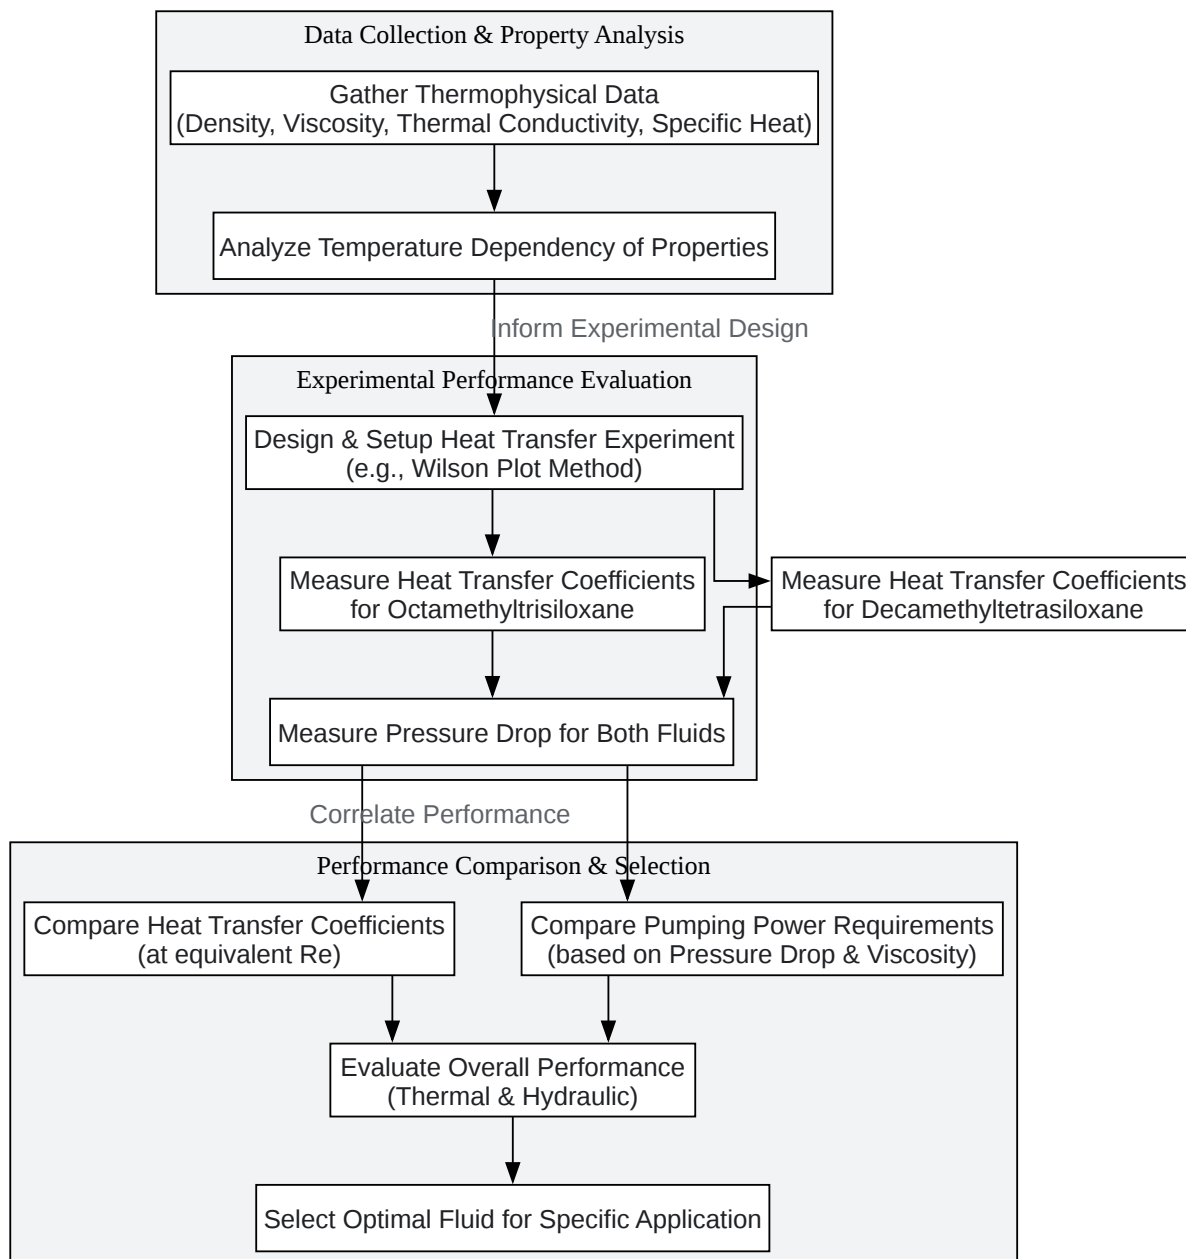 Data Collection & Property Analysis
Gather Thermophysical Data
(Density, Viscosity, Thermal Conductivity, Specific Heat)
Analyze Temperature Dependency of Properties
Inform Experimental Design
Experimental Performance Evaluation
Design & Setup Heat Transfer Experiment
(e.g., Wilson Plot Method)
Measure Heat Transfer Coefficients
for Octamethyltrisiloxane
Measure Heat Transfer Coefficients
for Decamethyltetrasiloxane
Measure Pressure Drop for Both Fluids
Correlate Performance
Performance Comparison & Selection
Compare Heat Transfer Coefficients
(at equivalent Re)
Compare Pumping Power Requirements
(based on Pressure Drop & Viscosity)
Evaluate Overall Performance
(Thermal & Hydraulic)
Select Optimal Fluid for Specific Application